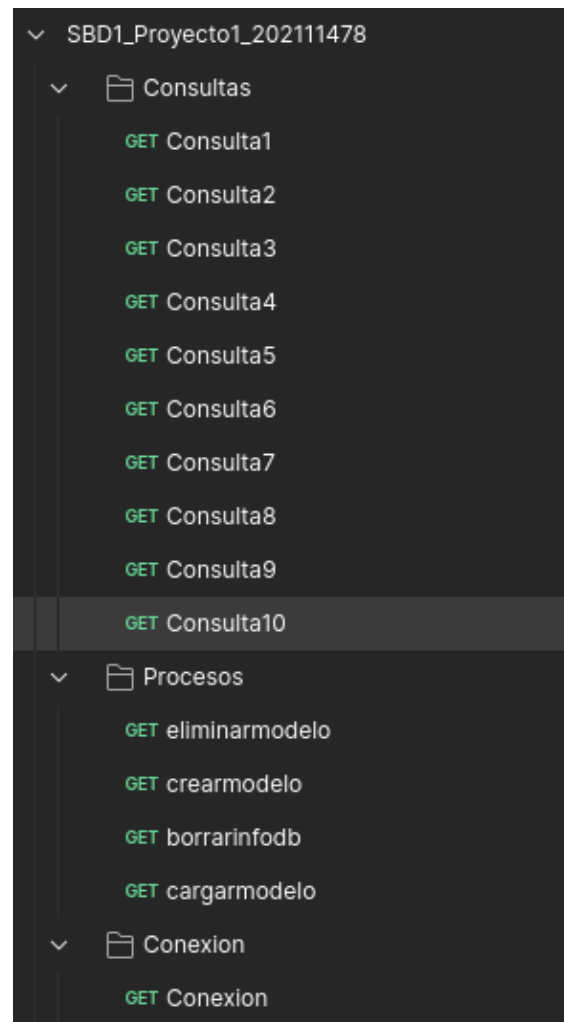 SBD1_Proyecto1_202111478
Consultas
GET Consulta1
GET Consulta2
GET Consulta3
GET Consulta4
GET Consulta5
GET Consulta6
GET Consulta7
GET Consulta8
GET Consulta9
GET Consulta10
Procesos
GET eliminarmodelo
GET crearmodelo
GET borrarinfodb
GET cargarmodelo
Conexion
GET Conexion